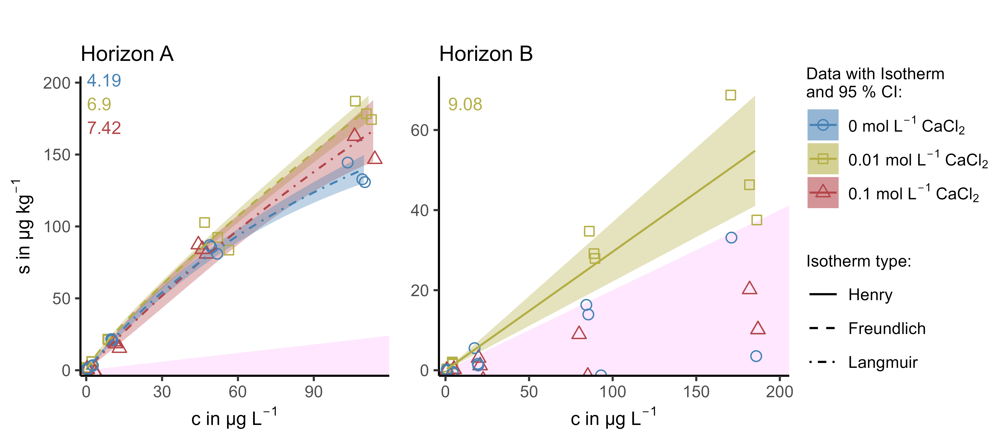 Horizon A
4.19
6.9
7.42
200
150
100
50
0
0 30 60 90
s in µg kg⁻¹
c in µg L⁻¹
Horizon B
9.08
60
40
20
0
0 50 100 150 200
c in µg L⁻¹
Data with Isotherm
and 95 % CI:
0 mol L⁻¹ CaCl₂
0.01 mol L⁻¹ CaCl₂
0.1 mol L⁻¹ CaCl₂
Isotherm type:
Henry
Freundlich
Langmuir